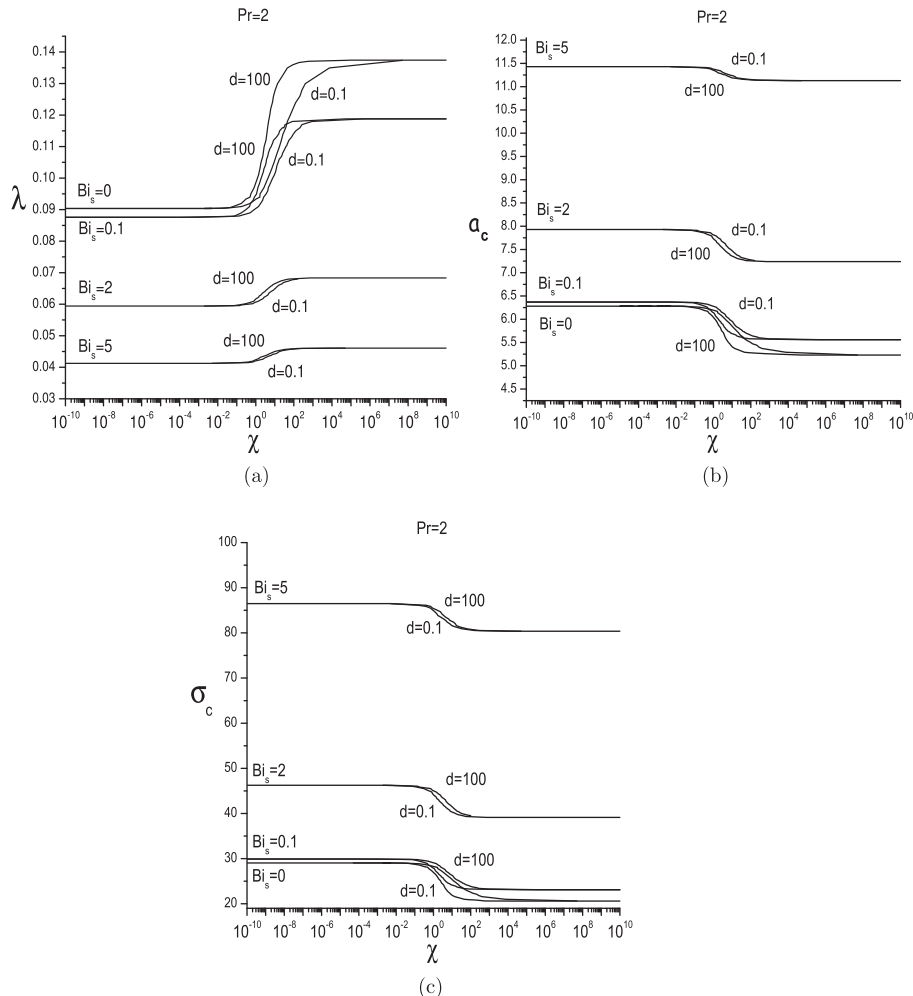 Pr=2
0.14
0.13
0.12
0.11
0.10
0.09
0.08
0.07
0.06
0.05
0.04
0.03
λ
d=100
d=0.1
d=100
d=0.1
Bi_s=0
Bi_s=0.1
Bi_s=2
d=100
d=0.1
Bi_s=5
d=100
d=0.1
10^-10 10^-8 10^-6 10^-4 10^-2 10^0 10^2 10^4 10^6 10^8 10^10
χ
(a)
Pr=2
12.0
11.5
11.0
10.5
10.0
9.5
9.0
8.5
8.0
7.5
7.0
6.5
6.0
5.5
5.0
4.5
a_c
Bi_s=5
d=0.1
d=100
Bi_s=2
d=0.1
d=100
Bi_s=0.1
d=0.1
Bi_s=0
d=100
10^-10 10^-8 10^-6 10^-4 10^-2 10^0 10^2 10^4 10^6 10^8 10^10
χ
(b)
Pr=2
100
90
80
70
60
50
40
30
20
σ_c
Bi_s=5
d=100
d=0.1
Bi_s=2
d=100
d=0.1
Bi_s=0.1
d=100
Bi_s=0
d=0.1
10^-10 10^-8 10^-6 10^-4 10^-2 10^0 10^2 10^4 10^6 10^8 10^10
χ
(c)